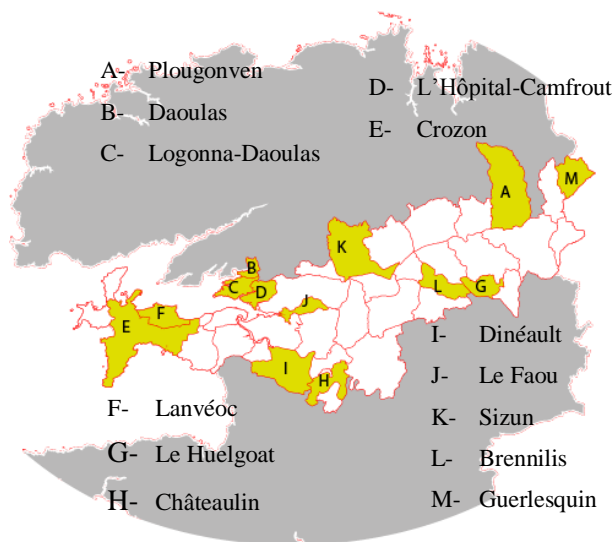 A- Plougonven
B- Daoulas
C- Logonna-Daoulas
D- L'Hôpital-Camfrout
E- Crozon
A
M
K
B
C
D
L
G
J
E
F
I
H
F- Lanvéoc
G- Le Huelgoat
H- Châteaulin
I- Dinéault
J- Le Faou
K- Sizun
L- Brennilis
M- Guerlesquin